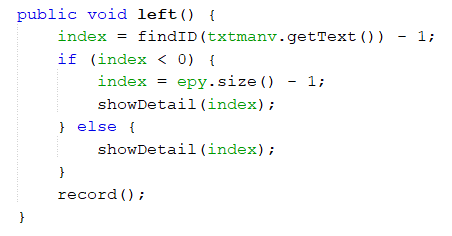 public void left() {
    index = findID(txtmanv.getText()) - 1;
    if (index < 0) {
        index = epy.size() - 1;
        showDetail(index);
    } else {
        showDetail(index);
    }
    record();
}